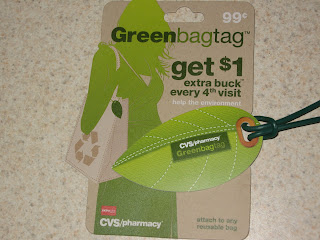 99¢
Greenbagtag™
get $1
extra buck™
every 4th visit
help the environment
CVS/pharmacy
Greenbagtag
CVS/pharmacy
attach to any
reusable bag